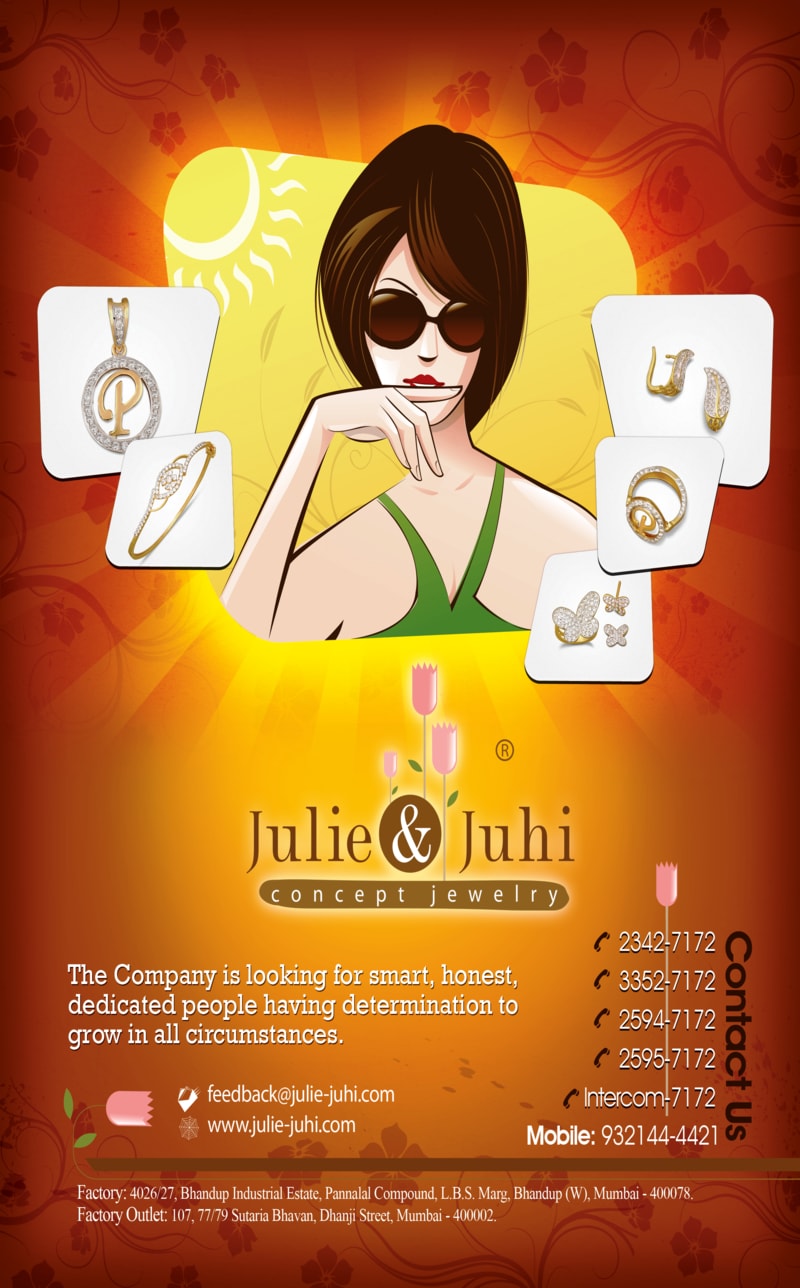 P
P
®
Julie & Juhi
concept jewelry
The Company is looking for smart, honest,
dedicated people having determination to
grow in all circumstances.
feedback@julie-juhi.com
www.julie-juhi.com
Contact Us
2342-7172
3352-7172
2594-7172
2595-7172
Intercom-7172
Mobile: 932144-4421
Factory: 4026/27, Bhandup Industrial Estate, Pannalal Compound, L.B.S. Marg, Bhandup (W), Mumbai - 400078.
Factory Outlet: 107, 77/79 Sutaria Bhavan, Dhanji Street, Mumbai - 400002.